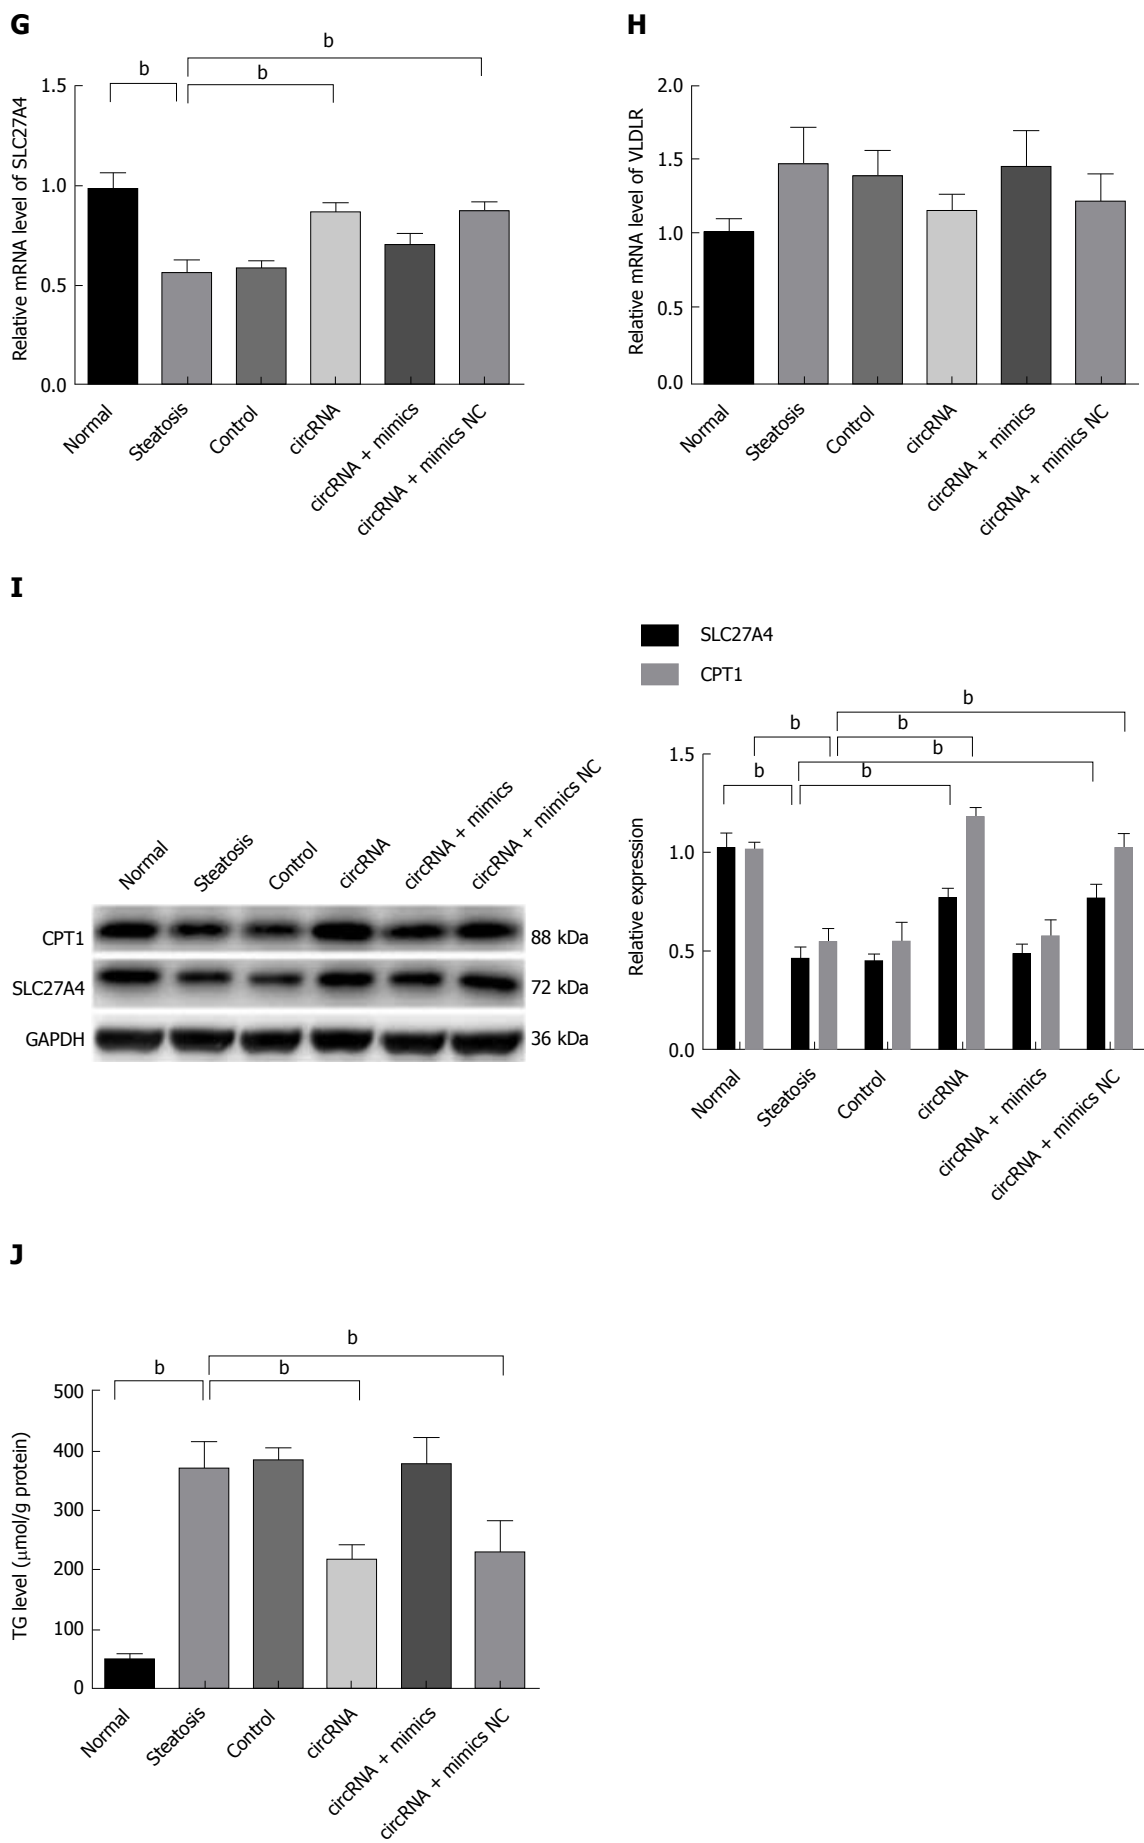 G
b
b
b
Relative mRNA level of SLC27A4
1.5
1.0
0.5
0.0
Normal
Steatosis
Control
circRNA
circRNA + mimics
circRNA + mimics NC
H
Relative mRNA level of VLDLR
2.0
1.5
1.0
0.5
0.0
Normal
Steatosis
Control
circRNA
circRNA + mimics
circRNA + mimics NC
I
Normal
Steatosis
Control
circRNA
circRNA + mimics
circRNA + mimics NC
CPT1
88 kDa
SLC27A4
72 kDa
GAPDH
36 kDa
SLC27A4
CPT1
b
b
b
b
b
b
Relative expression
1.5
1.0
0.5
0.0
Normal
Steatosis
Control
circRNA
circRNA + mimics
circRNA + mimics NC
J
b
b
b
TG level (μmol/g protein)
500
400
300
200
100
0
Normal
Steatosis
Control
circRNA
circRNA + mimics
circRNA + mimics NC